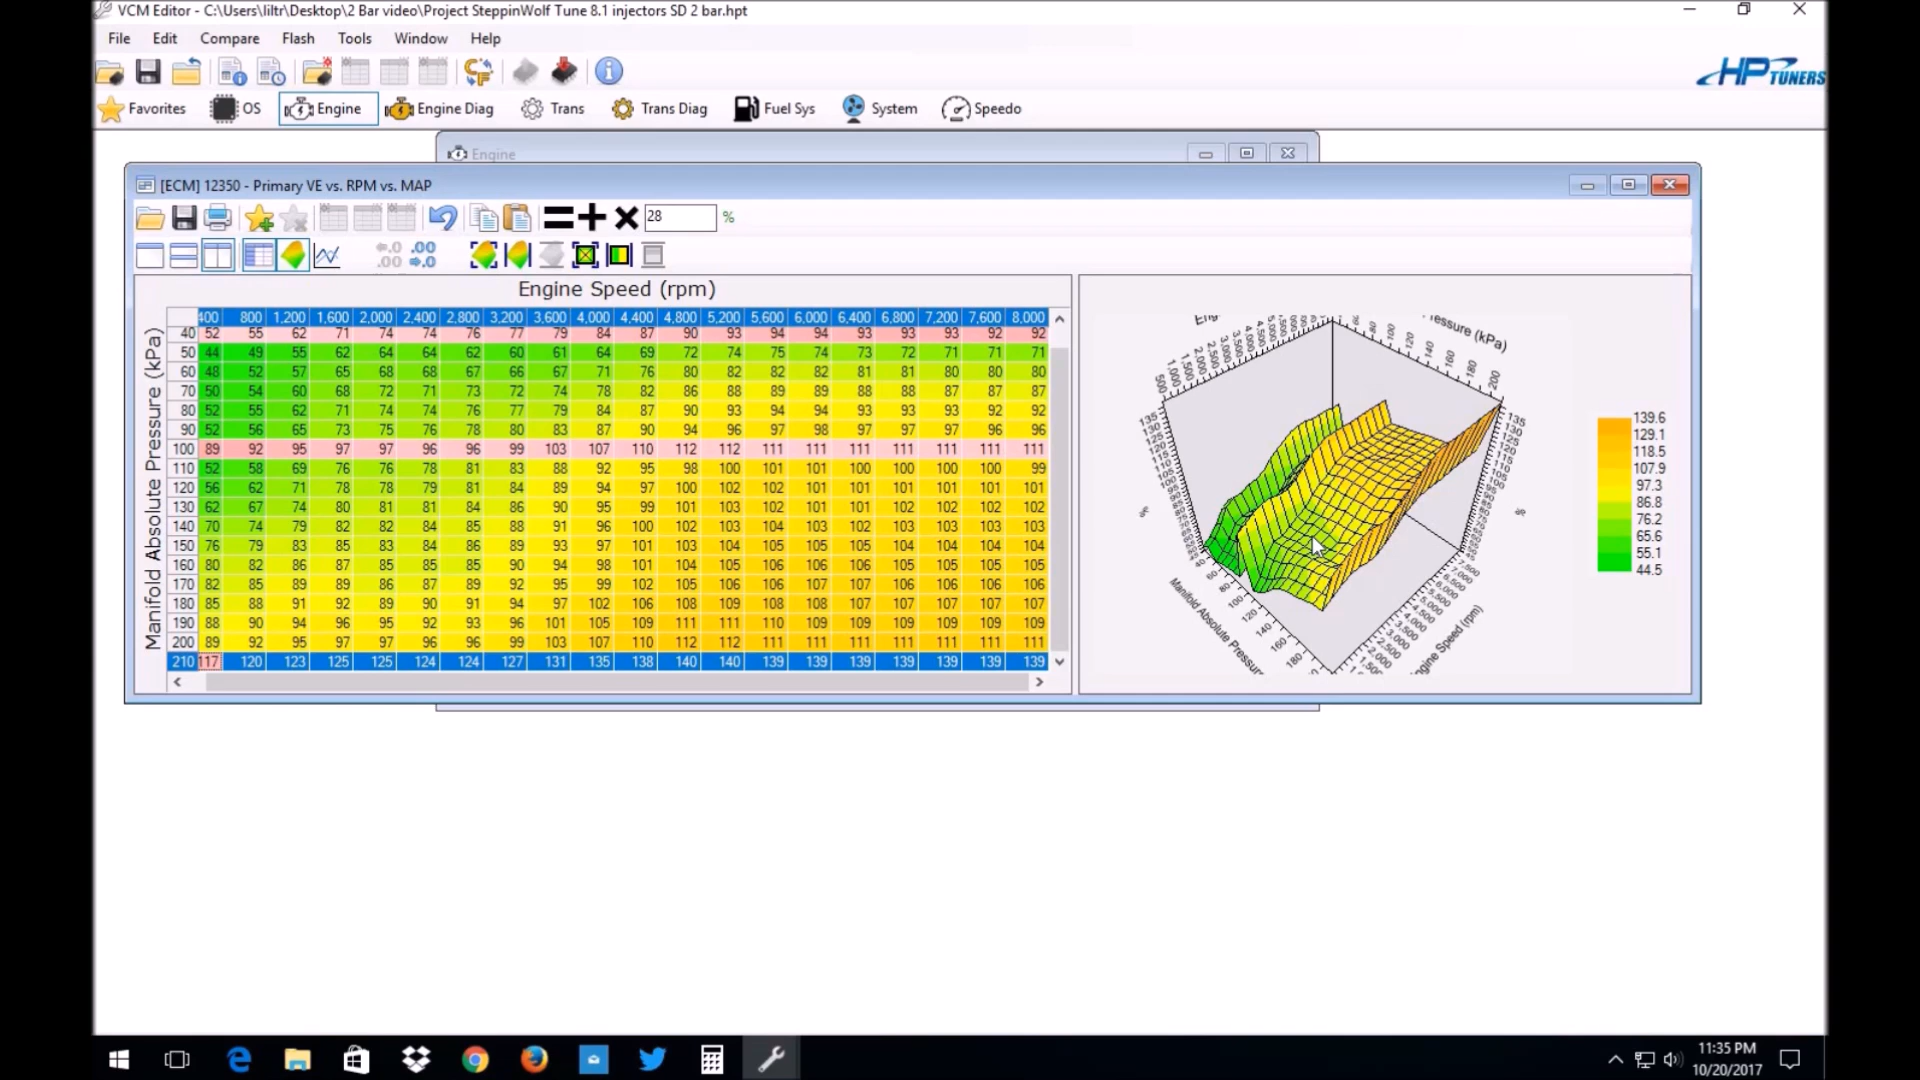 VCM Editor - C:\Users\liltr\Desktop\2 Bar video\Project SteppinWolf Tune 8.1 injectors SD 2 bar.hpt
File Edit Compare Flash Tools Window Help
HP TUNERS
Favorites OS Engine Engine Diag Trans Trans Diag Fuel Sys System Speedo
Engine
[ECM] 12350 - Primary VE vs. RPM vs. MAP
28 %
Engine Speed (rpm)
Manifold Absolute Pressure (kPa)
400 800 1,200 1,600 2,000 2,400 2,800 3,200 3,600 4,000 4,400 4,800 5,200 5,600 6,000 6,400 6,800 7,200 7,600 8,000
40 52 55 62 71 74 74 76 77 79 84 87 90 93 94 94 93 93 93 92 92
50 44 49 55 62 64 64 62 60 61 64 69 72 74 75 74 73 72 71 71 71
60 48 52 57 65 68 68 67 66 67 71 76 80 82 82 82 81 81 80 80 80
70 50 54 60 68 72 71 73 72 74 78 82 86 88 89 89 88 88 87 87 87
80 52 55 62 71 74 74 76 77 79 84 87 90 93 94 94 93 93 93 92 92
90 52 56 65 73 75 76 78 80 83 87 90 94 96 97 98 97 97 97 96 96
100 89 92 95 97 97 96 96 99 103 107 110 112 112 111 111 111 111 111 111 111
110 52 58 69 76 76 78 81 83 88 92 95 98 100 101 101 100 100 100 100 99
120 56 62 71 78 78 79 81 84 89 94 97 100 102 102 101 101 101 101 101 101
130 62 67 74 80 81 81 84 86 90 95 99 101 103 102 101 101 102 102 102 102
140 70 74 79 82 82 84 85 88 91 96 100 102 103 104 103 102 103 103 103 103
150 76 79 83 85 83 84 86 89 93 97 101 103 104 105 105 105 104 104 104 104
160 80 82 86 87 85 85 85 90 94 98 101 104 105 106 106 106 106 105 105 105
170 82 85 89 89 86 87 89 92 95 99 102 105 106 106 107 107 106 106 106 106
180 85 88 91 92 89 90 91 94 97 102 106 108 109 108 108 107 107 107 107 107
190 88 90 94 96 95 92 93 96 101 105 109 111 111 110 109 109 109 109 109 109
200 89 92 95 97 97 96 96 99 103 107 110 112 112 111 111 111 111 111 111 111
210 117 120 123 125 125 124 124 127 131 135 138 140 140 139 139 139 139 139 139 139
139.6
129.1
118.5
107.9
97.3
86.8
76.2
65.6
55.1
44.5
11:35 PM
10/20/2017